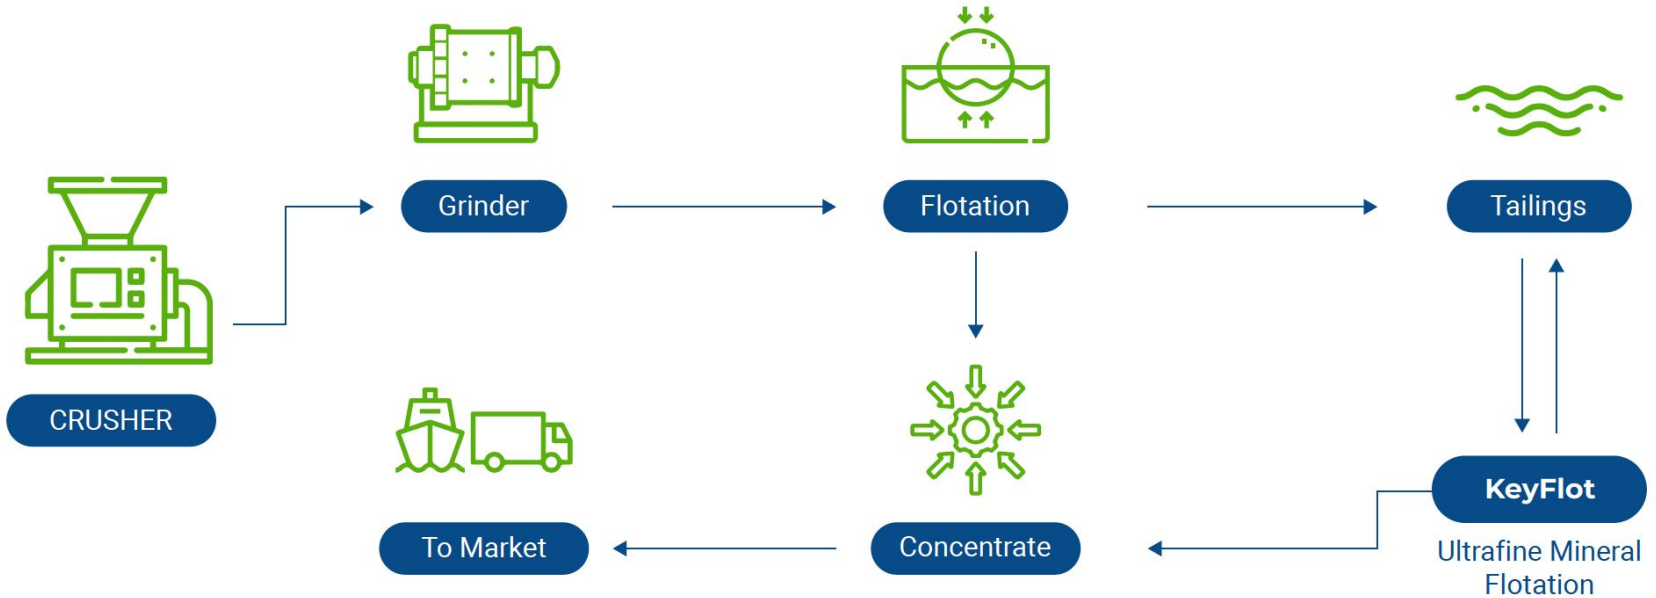 Grinder
Flotation
Tailings
CRUSHER
KeyFlot
To Market
Concentrate
Ultrafine Mineral
Flotation